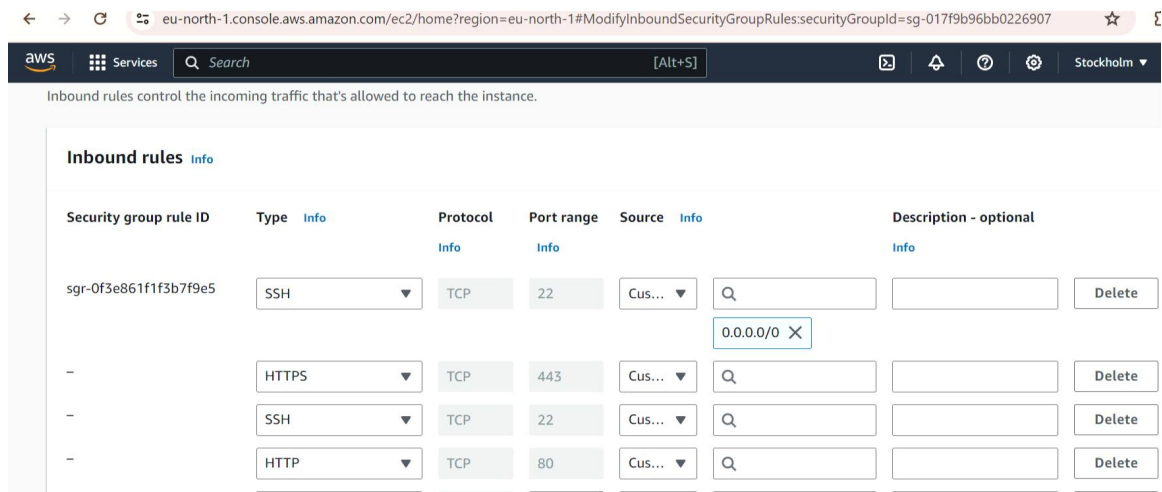 eu-north-1.console.aws.amazon.com/ec2/home?region=eu-north-1#ModifyInboundSecurityGroupRules:securityGroupId=sg-017f9b96bb0226907
aws Services Search [Alt+S] Stockholm
Inbound rules control the incoming traffic that's allowed to reach the instance.
Inbound rules Info
Security group rule ID Type Info Protocol Port range Source Info Description - optional
Info Info Info
sgr-0f3e861f1f3b7f9e5 SSH TCP 22 Cus... Delete
0.0.0.0/0
– HTTPS TCP 443 Cus... Delete
– SSH TCP 22 Cus... Delete
– HTTP TCP 80 Cus... Delete